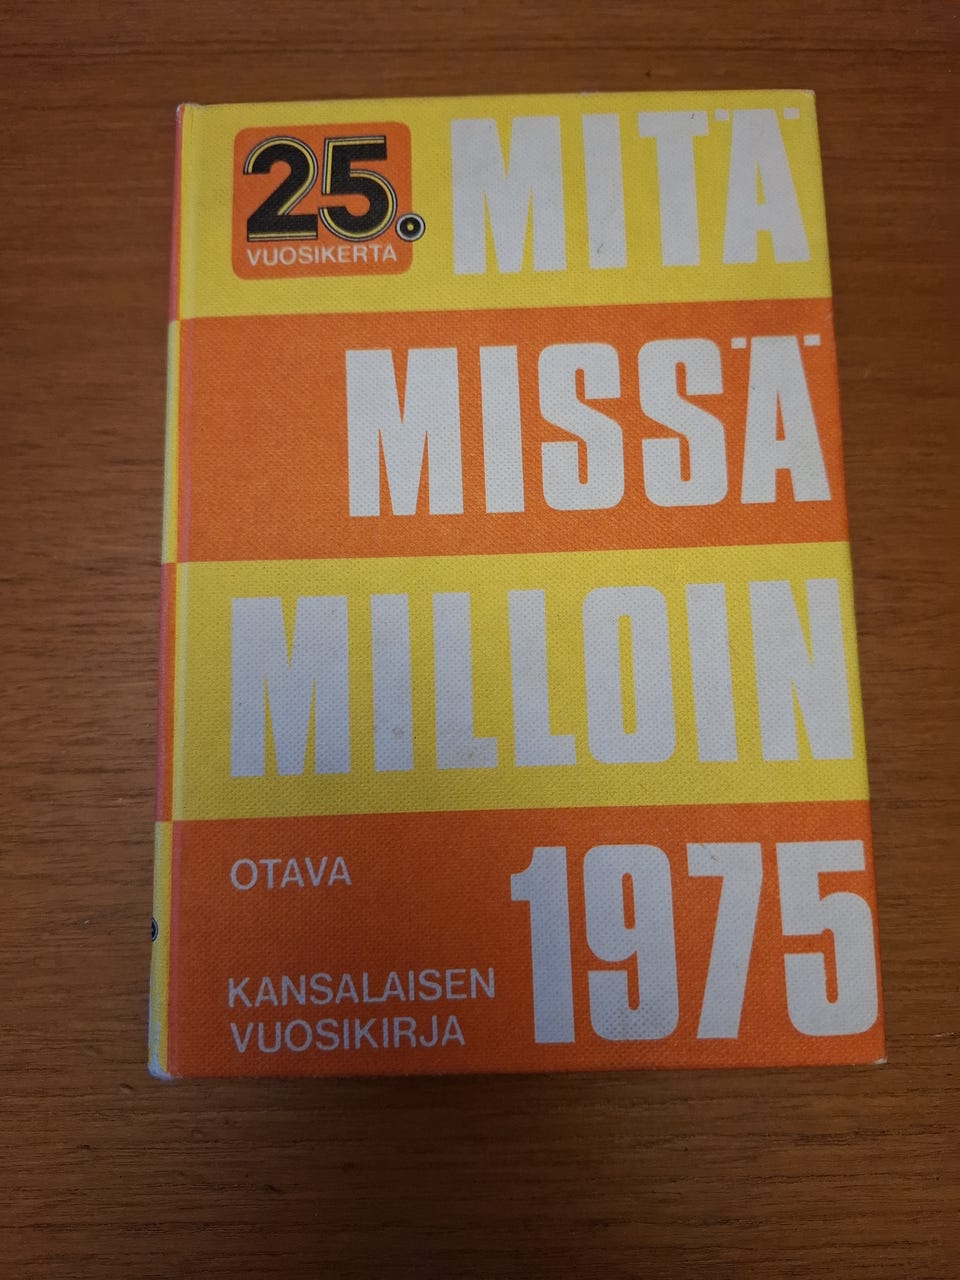 25.
VUOSIKERTA
MITÄ
MISSÄ
MILLOIN
1975
OTAVA
KANSALAISEN
VUOSIKIRJA